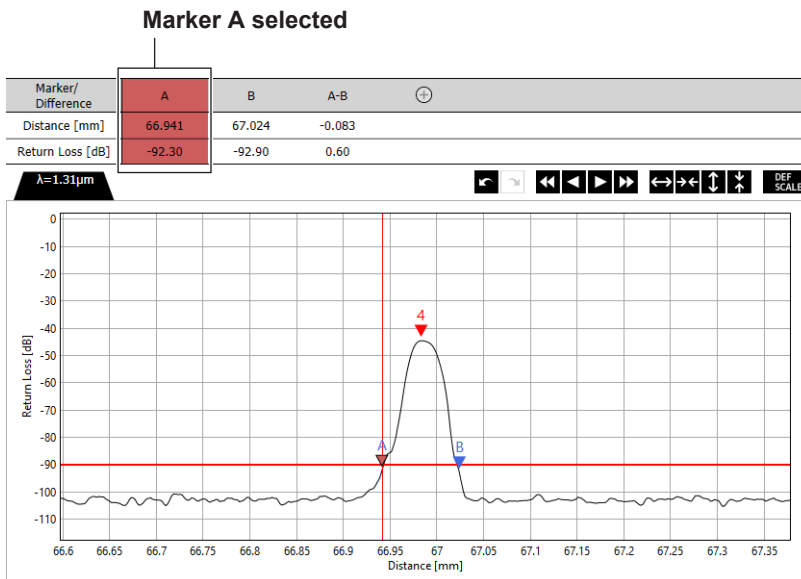 Marker A selected
Marker/
Difference
A
B
A-B
Distance [mm]
66.941
67.024
-0.083
Return Loss [dB]
-92.30
-92.90
0.60
λ=1.31μm
DEF
SCALE
0
-10
-20
-30
-40
-50
-60
-70
-80
-90
-100
-110
Return Loss [dB]
4
A
B
66.6
66.65
66.7
66.75
66.8
66.85
66.9
66.95
67
67.05
67.1
67.15
67.2
67.25
67.3
67.35
Distance [mm]